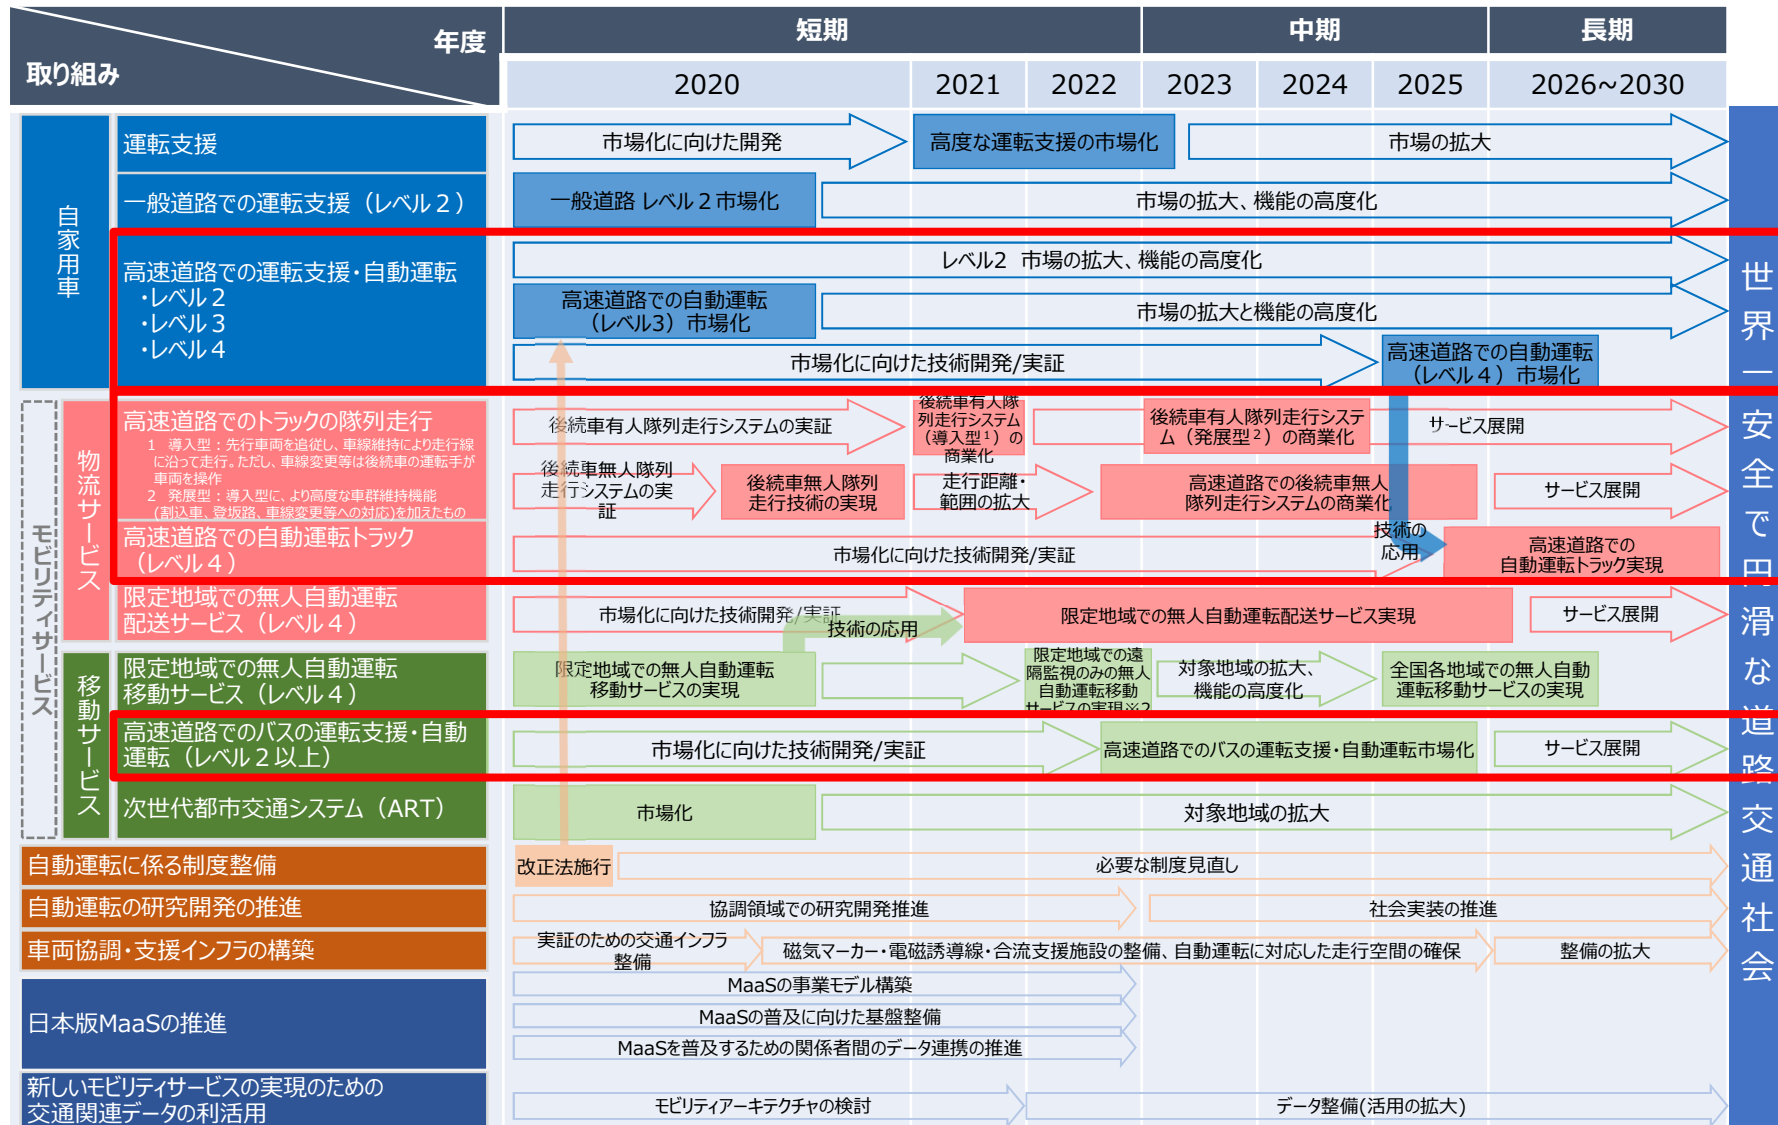 年度
取り組み
短期
中期
長期
2020
2021
2022
2023
2024
2025
2026~2030
自家用車
運転支援
市場化に向けた開発
高度な運転支援の市場化
市場の拡大
一般道路での運転支援（レベル２）
一般道路 レベル２市場化
市場の拡大、機能の高度化
高速道路での運転支援・自動運転
・レベル２
・レベル３
・レベル４
レベル2　市場の拡大、機能の高度化
高速道路での自動運転
（レベル3）市場化
市場の拡大と機能の高度化
市場化に向けた技術開発/実証
高速道路での自動運転
（レベル４）市場化
モビリティサービス
物流サービス
高速道路でのトラックの隊列走行
1　導入型：先行車両を追従し、車線維持により走行線
に沿って走行。ただし、車線変更等は後続車の運転手が
車両を操作
2　発展型：導入型に、より高度な車群維持機能
（割込車、登坂路、車線変更等への対応)を加えたもの
後続車有人隊列走行システムの実証
後続車有人隊
列走行システム
（導入型1）の
商業化
後続車有人隊列走行システ
ム（発展型2）の商業化
サービス展開
後続車無人隊列
走行システムの実
証
後続車無人隊列
走行技術の実現
走行距離・
範囲の拡大
高速道路での後続車無人
隊列走行システムの商業化
サービス展開
高速道路での自動運転トラック
（レベル４）
市場化に向けた技術開発/実証
技術の
応用
高速道路での
自動運転トラック実現
限定地域での無人自動運転
配送サービス（レベル４）
市場化に向けた技術開発/実証
技術の応用
限定地域での無人自動運転配送サービス実現
サービス展開
移動サービス
限定地域での無人自動運転
移動サービス（レベル４）
限定地域での無人自動運転
移動サービスの実現
限定地域での遠
隔監視のみの無人
自動運転移動
サービスの実現※2
対象地域の拡大、
機能の高度化
全国各地域での無人自動
運転移動サービスの実現
高速道路でのバスの運転支援・自動
運転（レベル２以上）
市場化に向けた技術開発/実証
高速道路でのバスの運転支援・自動運転市場化
サービス展開
次世代都市交通システム（ART）
市場化
対象地域の拡大
自動運転に係る制度整備
改正法施行
必要な制度見直し
自動運転の研究開発の推進
協調領域での研究開発推進
社会実装の推進
車両協調・支援インフラの構築
実証のための交通インフラ
整備
磁気マーカー・電磁誘導線・合流支援施設の整備、自動運転に対応した走行空間の確保
整備の拡大
日本版MaaSの推進
MaaSの事業モデル構築
MaaSの普及に向けた基盤整備
MaaSを普及するための関係者間のデータ連携の推進
新しいモビリティサービスの実現のための
交通関連データの利活用
モビリティアーキテクチャの検討
データ整備(活用の拡大)
世界一安全で円滑な道路交通社会